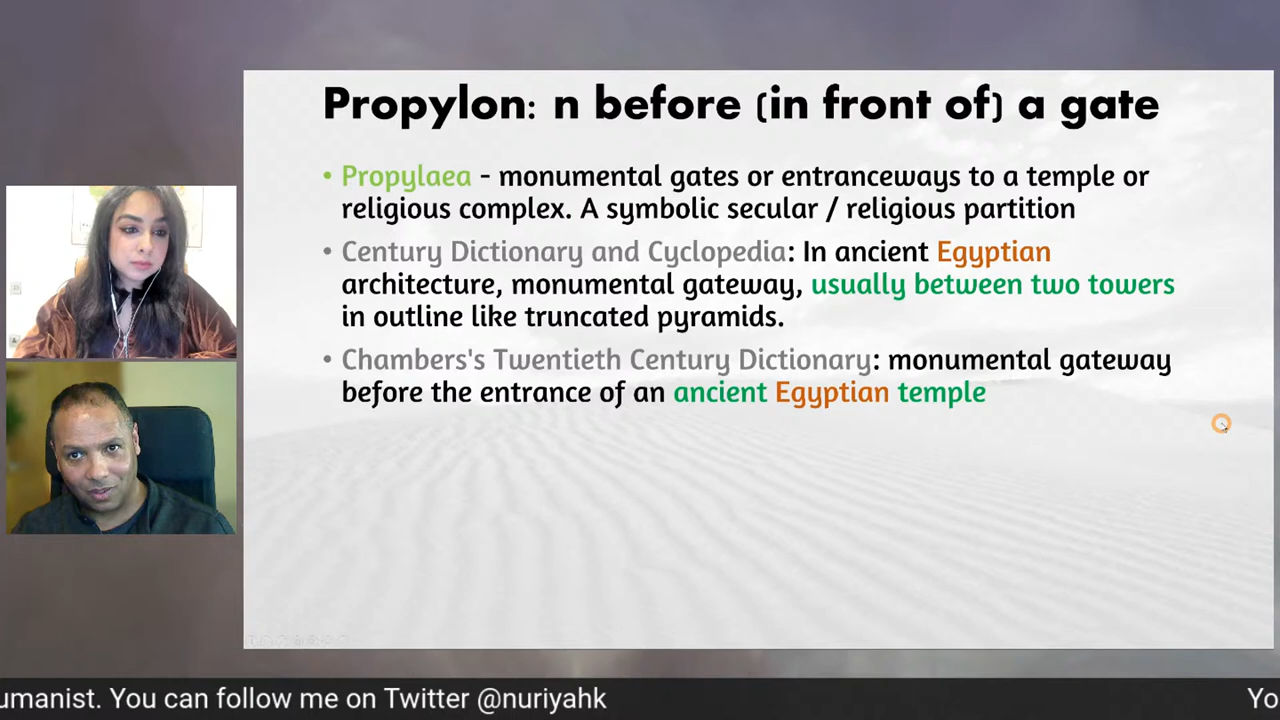 Propylon: n before (in front of) a gate
• Propylaea - monumental gates or entranceways to a temple or
religious complex. A symbolic secular / religious partition
• Century Dictionary and Cyclopedia: In ancient Egyptian
architecture, monumental gateway, usually between two towers
in outline like truncated pyramids.
• Chambers's Twentieth Century Dictionary: monumental gateway
before the entrance of an ancient Egyptian temple
umanist. You can follow me on Twitter @nuriyahk
Yo